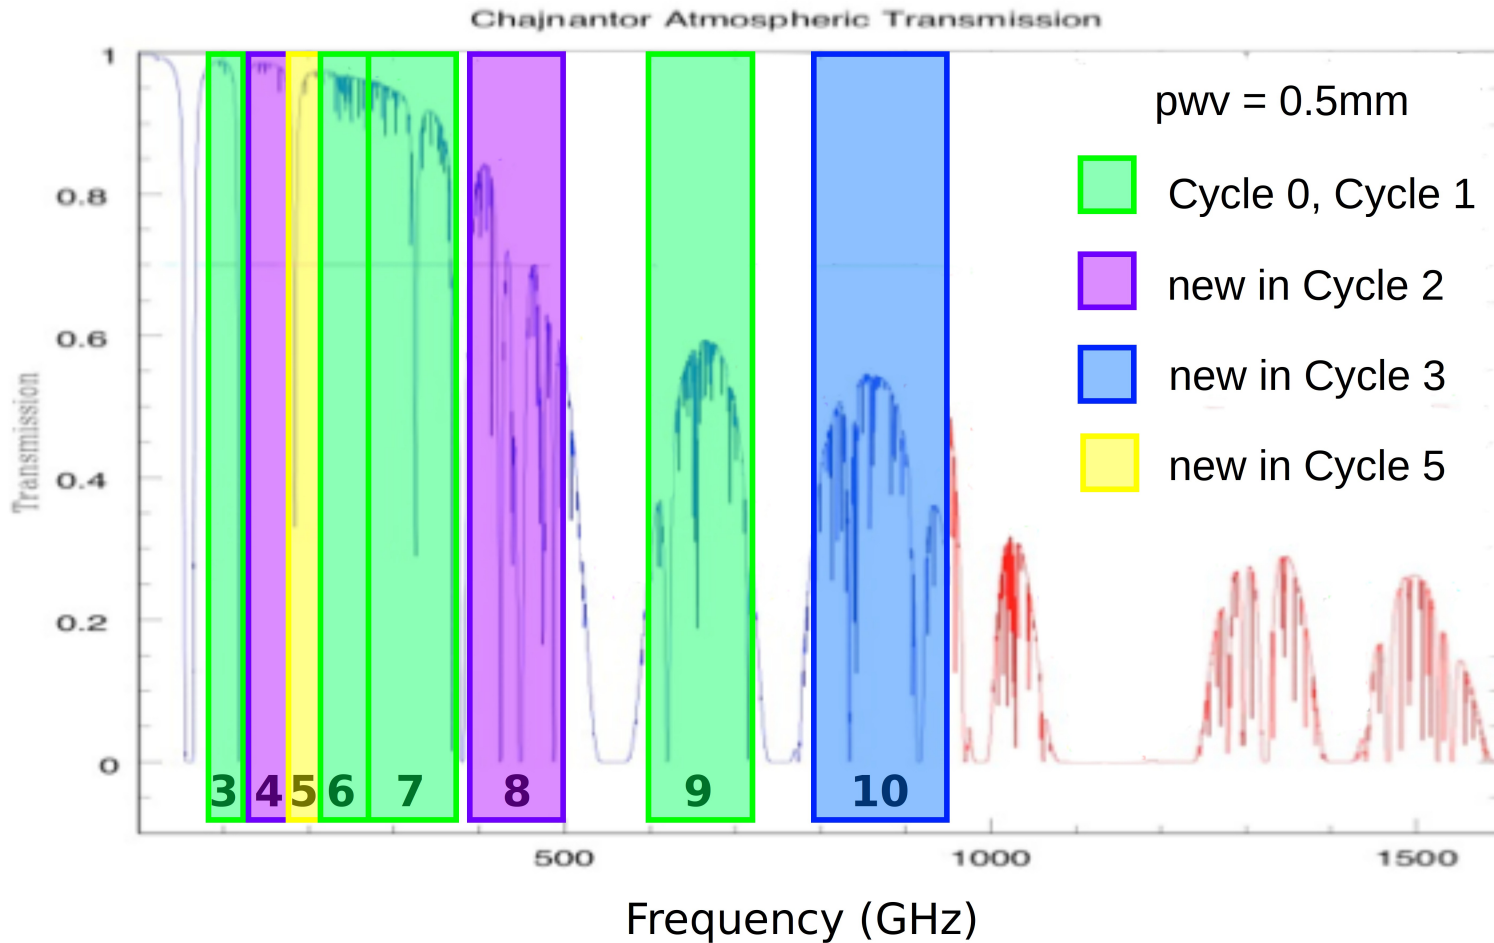 Chajnantor Atmospheric Transmission
1
0.8
0.6
0.4
0.2
0
Transmission
pwv = 0.5mm
Cycle 0, Cycle 1
new in Cycle 2
new in Cycle 3
new in Cycle 5
3 4 5 6 7 8 9 10
500 1000 1500
Frequency (GHz)